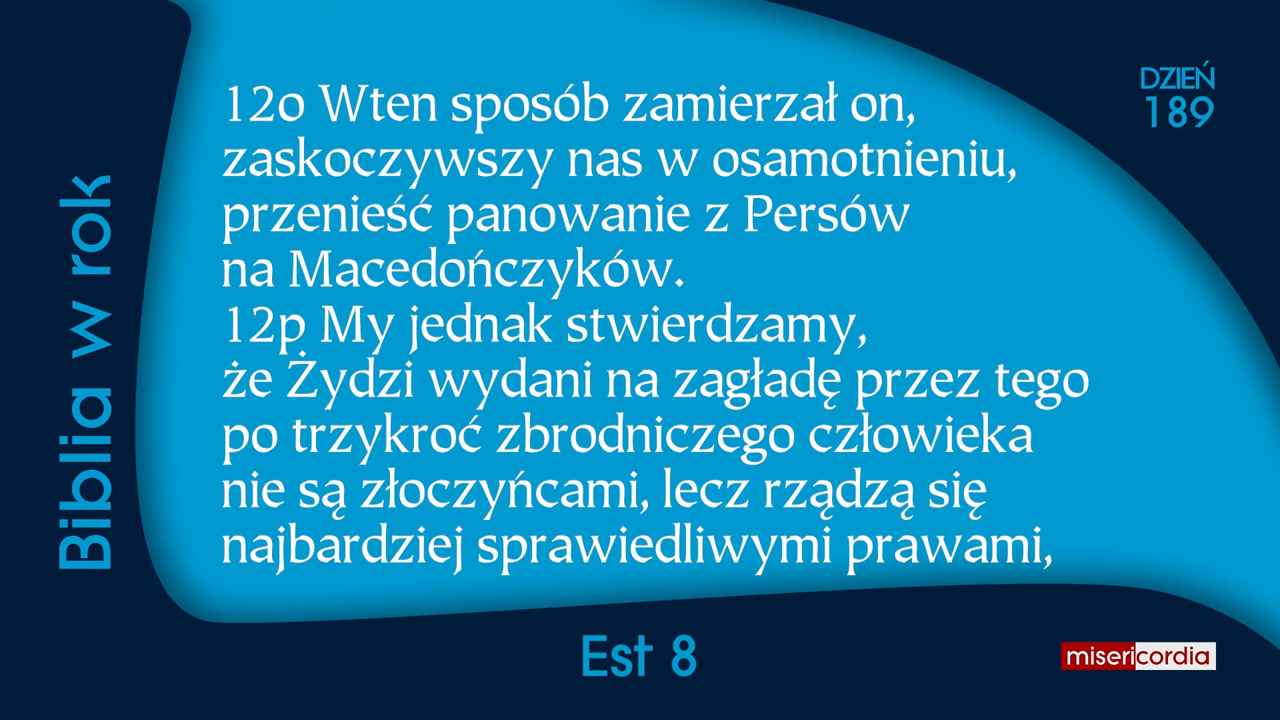 DZIEŃ
189
Biblia w rok
12o Wten sposób zamierzał on,
zaskoczywszy nas w osamotnieniu,
przenieść panowanie z Persów
na Macedończyków.
12p My jednak stwierdzamy,
że Żydzi wydani na zagładę przez tego
po trzykroć zbrodniczego człowieka
nie są złoczyńcami, lecz rządzą się
najbardziej sprawiedliwymi prawami,
Est 8
misericordia